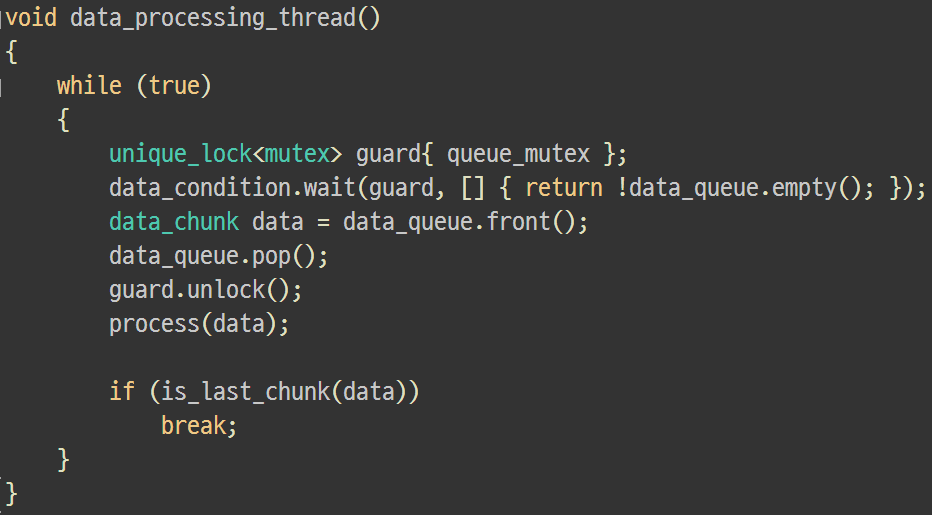 void data_processing_thread()
{
    while (true)
    {
        unique_lock<mutex> guard{ queue_mutex };
        data_condition.wait(guard, [] { return !data_queue.empty(); });
        data_chunk data = data_queue.front();
        data_queue.pop();
        guard.unlock();
        process(data);

        if (is_last_chunk(data))
            break;
    }
}